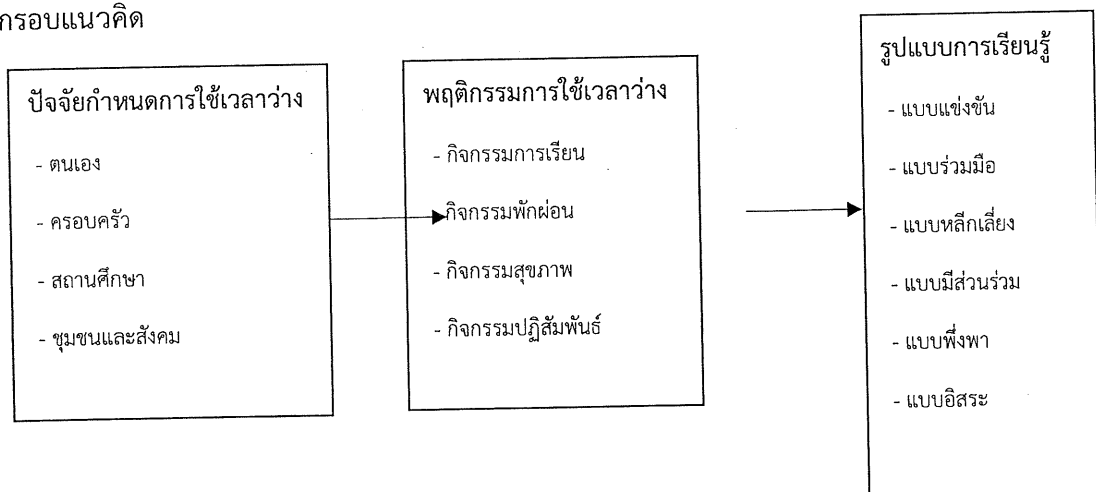 กรอบแนวคิด
ปัจจัยกำหนดการใช้เวลาว่าง
- ตนเอง
- ครอบครัว
- สถานศึกษา
- ชุมชนและสังคม
พฤติกรรมการใช้เวลาว่าง
- กิจกรรมการเรียน
กิจกรรมพักผ่อน
- กิจกรรมสุขภาพ
- กิจกรรมปฏิสัมพันธ์
รูปแบบการเรียนรู้
- แบบแข่งขัน
- แบบร่วมมือ
- แบบหลีกเลี่ยง
- แบบมีส่วนร่วม
- แบบพึ่งพา
- แบบอิสระ